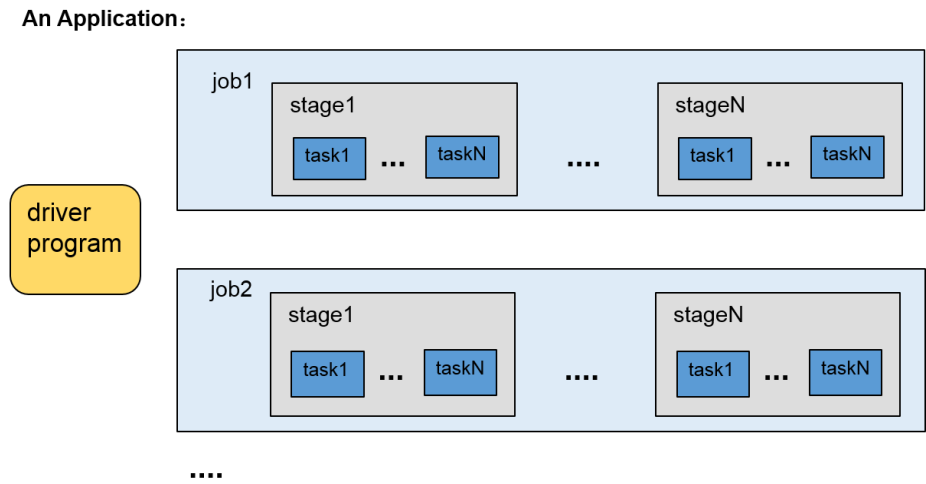 An Application：
job1
stage1
task1 ... taskN
....
stageN
task1 ... taskN
driver
program
job2
stage1
task1 ... taskN
....
stageN
task1 ... taskN
....